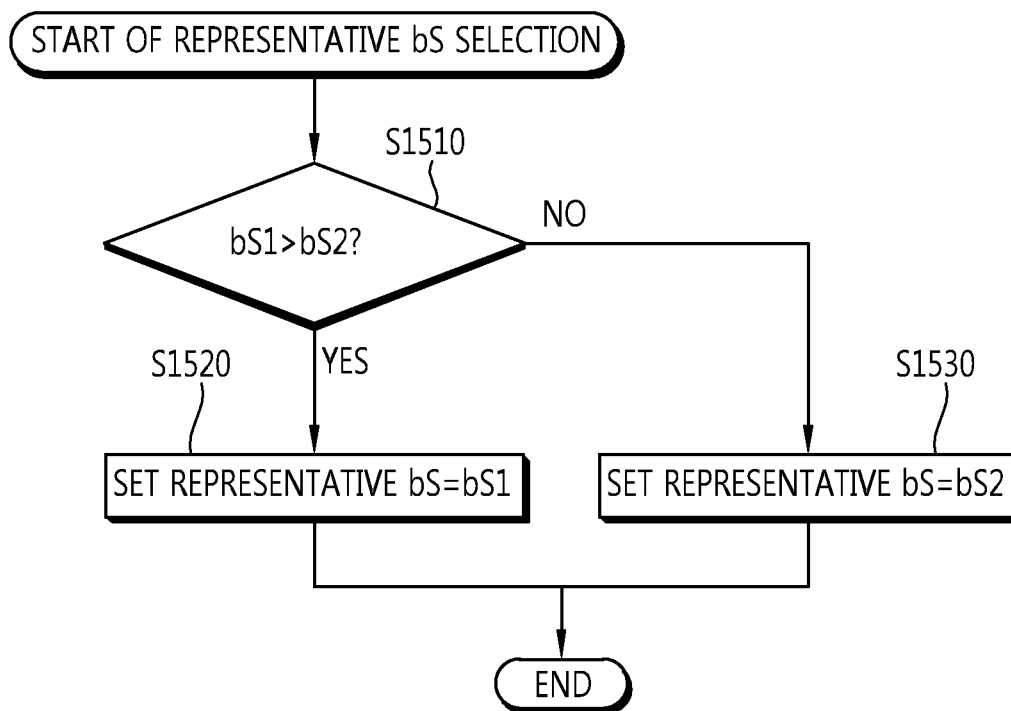 START OF REPRESENTATIVE bS SELECTION
S1510
bS1>bS2?
NO
YES
S1520
S1530
SET REPRESENTATIVE bS=bS1
SET REPRESENTATIVE bS=bS2
END